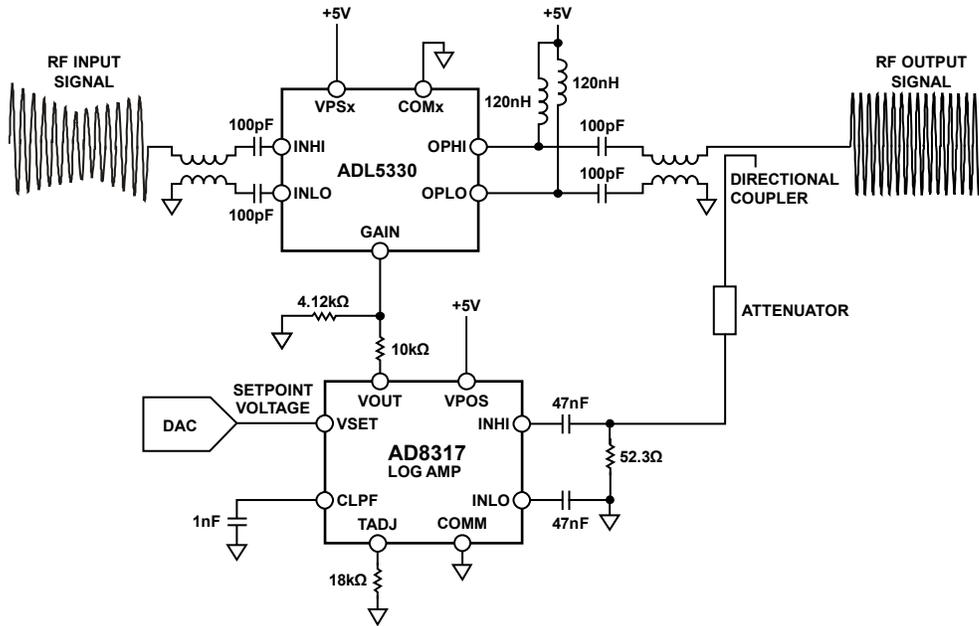 +5V
+5V
RF INPUT
SIGNAL
RF OUTPUT
SIGNAL
120nH
120nH
VPSx
COMx
100pF
INHI
ADL5330
OPHI
100pF
INLO
100pF
OPLO
100pF
DIRECTIONAL
COUPLER
GAIN
4.12kΩ
+5V
ATTENUATOR
10kΩ
SETPOINT
VOLTAGE
DAC
VOUT
VPOS
VSET
INHI
47nF
AD8317
LOG AMP
52.3Ω
CLPF
INLO
47nF
1nF
TADJ
COMM
18kΩ